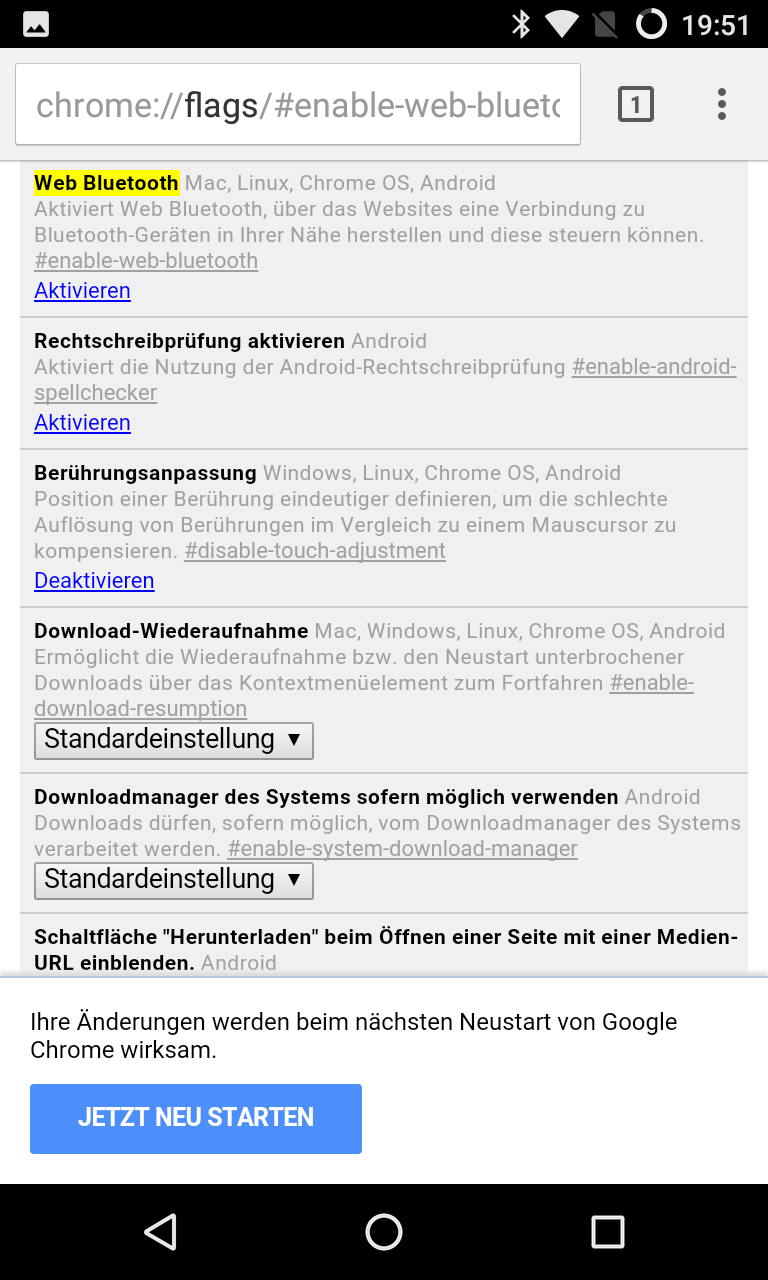 19:51
chrome://flags/#enable-web-blueto
1
Web Bluetooth Mac, Linux, Chrome OS, Android
Aktiviert Web Bluetooth, über das Websites eine Verbindung zu
Bluetooth-Geräten in Ihrer Nähe herstellen und diese steuern können.
#enable-web-bluetooth
Aktivieren
Rechtschreibprüfung aktivieren Android
Aktiviert die Nutzung der Android-Rechtschreibprüfung #enable-android-
spellchecker
Aktivieren
Berührungsanpassung Windows, Linux, Chrome OS, Android
Position einer Berührung eindeutiger definieren, um die schlechte
Auflösung von Berührungen im Vergleich zu einem Mauscursor zu
kompensieren. #disable-touch-adjustment
Deaktivieren
Download-Wiederaufnahme Mac, Windows, Linux, Chrome OS, Android
Ermöglicht die Wiederaufnahme bzw. den Neustart unterbrochener
Downloads über das Kontextmenüelement zum Fortfahren #enable-
download-resumption
Standardeinstellung ▼
Downloadmanager des Systems sofern möglich verwenden Android
Downloads dürfen, sofern möglich, vom Downloadmanager des Systems
verarbeitet werden. #enable-system-download-manager
Standardeinstellung ▼
Schaltfläche "Herunterladen" beim Öffnen einer Seite mit einer Medien-
URL einblenden. Android
Ihre Änderungen werden beim nächsten Neustart von Google
Chrome wirksam.
JETZT NEU STARTEN